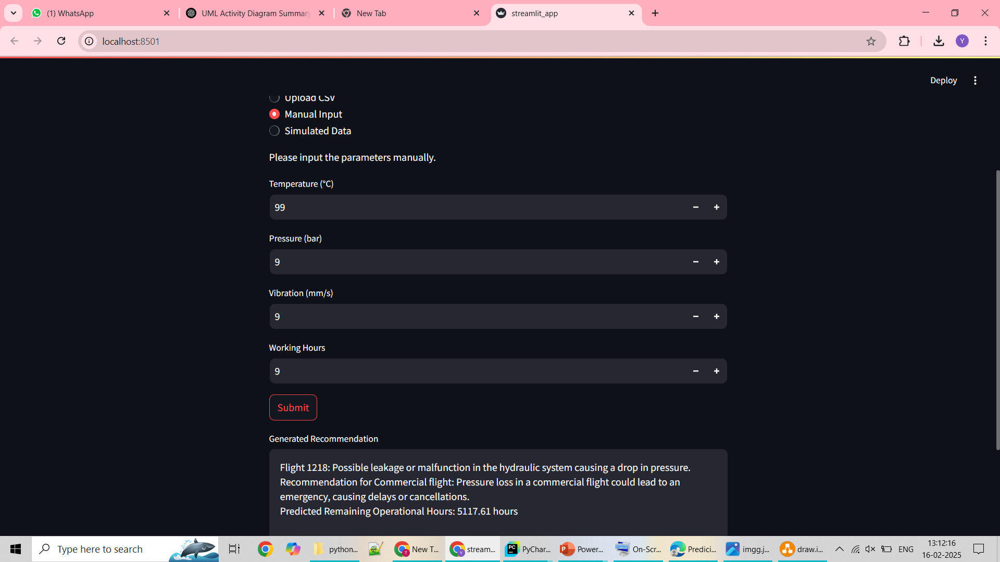 (1) WhatsApp
UML Activity Diagram Summary
New Tab
streamlit_app
localhost:8501
Y
Deploy
Upload CSV
Manual Input
Simulated Data
Please input the parameters manually.
Temperature (°C)
99
Pressure (bar)
9
Vibration (mm/s)
9
Working Hours
9
Submit
Generated Recommendation
Flight 1218: Possible leakage or malfunction in the hydraulic system causing a drop in pressure.
Recommendation for Commercial flight: Pressure loss in a commercial flight could lead to an
emergency, causing delays or cancellations.
Predicted Remaining Operational Hours: 5117.61 hours
Type here to search
python...
New T...
stream...
PyChar...
Power...
On-Scr...
Predici...
imgg.j...
draw.i...
ENG
13:12:16
16-02-2025